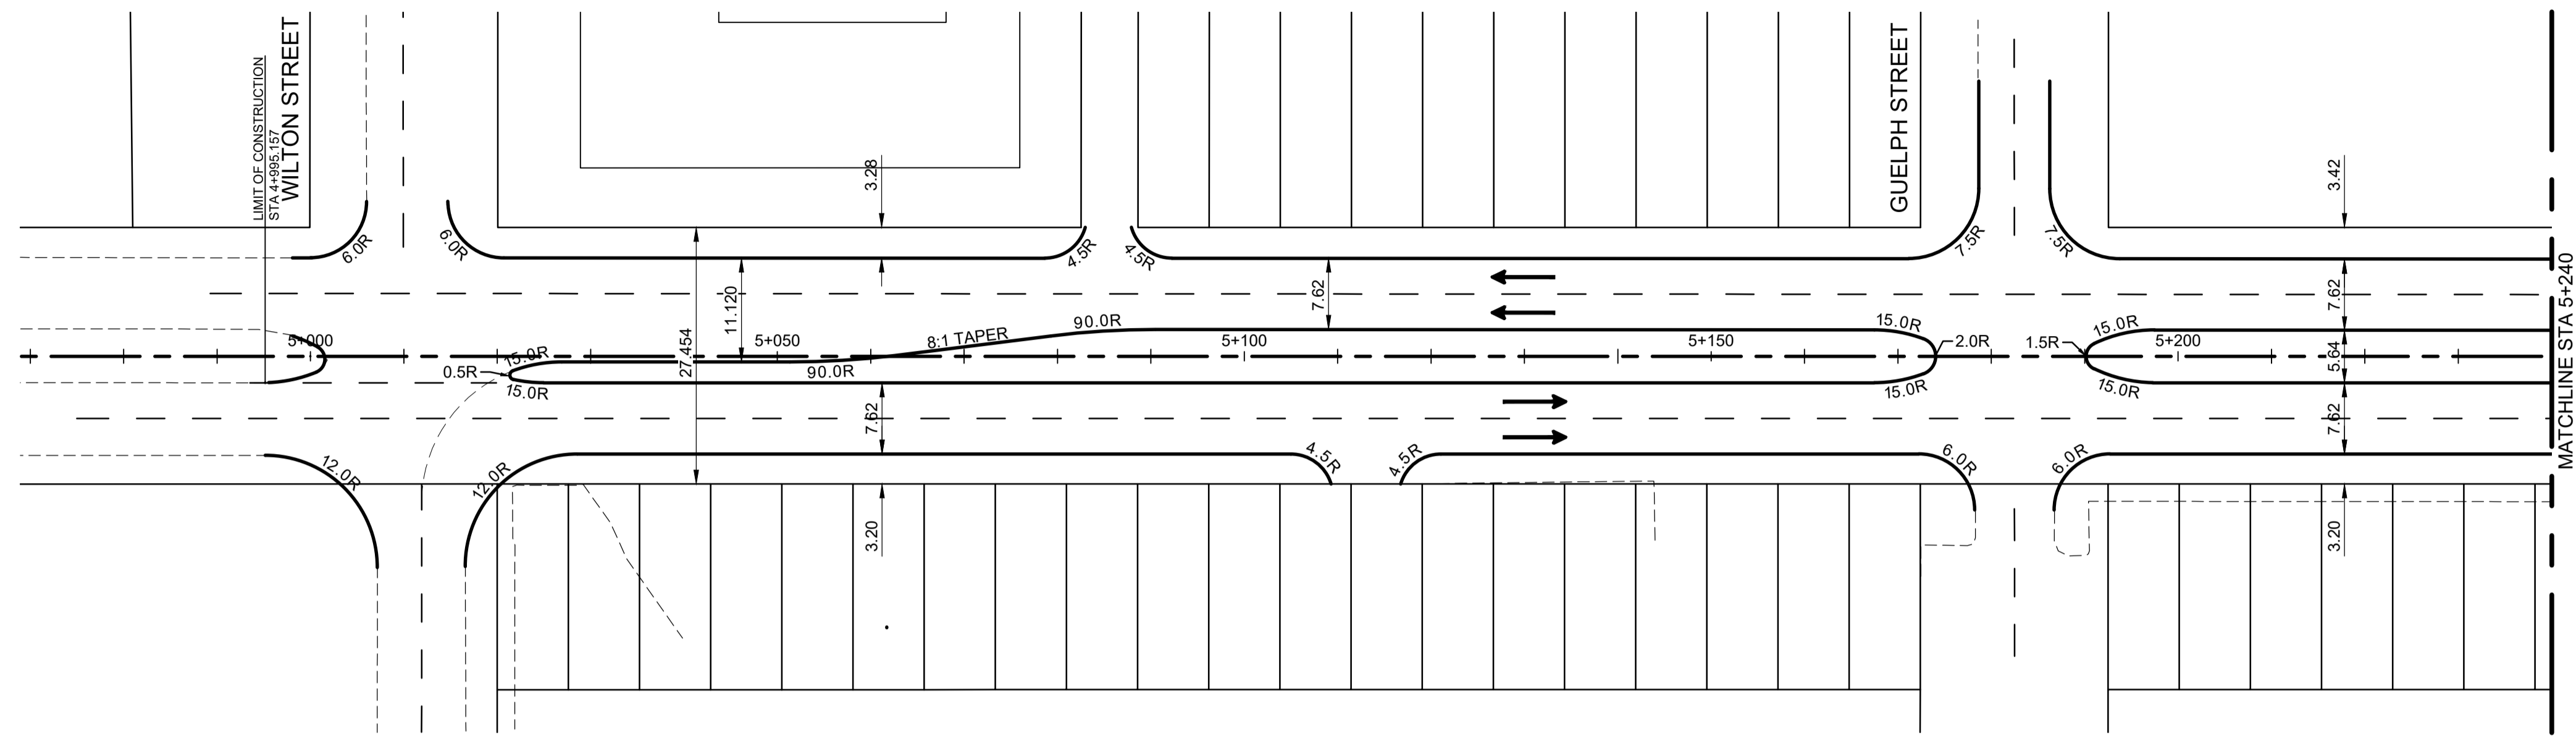 LIMIT OF CONSTRUCTION
STA 4+995.157
WILTON STREET
GUELPH STREET
3.28
3.42
6.0R
6.0R
4.5R
4.5R
7.5R
7.5R
11.120
7.62
7.62
27.454
5+000
5+050
5+100
5+150
5+200
15.0R
8:1 TAPER
90.0R
15.0R
2.0R
1.5R
15.0R
5.64
0.5R
15.0R
90.0R
15.0R
15.0R
7.62
7.62
12.0R
12.0R
4.5R
4.5R
6.0R
6.0R
3.20
3.20
MATCHLINE STA 5+240